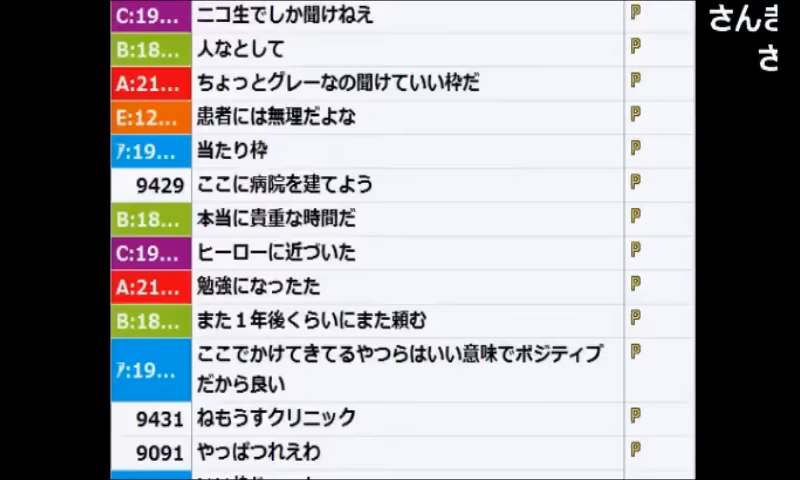 C:19... ニコ生でしか聞けねえ P
B:18... 人なとして P
A:21... ちょっとグレーなの聞けていい枠だ P
E:12... 患者には無理だよな P
ｱ:19... 当たり枠 P
9429 ここに病院を建てよう P
B:18... 本当に貴重な時間だ P
C:19... ヒーローに近づいた P
A:21... 勉強になったた P
B:18... また１年後くらいにまた頼む P
ｱ:19... ここでかけてきてるやつらはいい意味でポジティブ P
だから良い
9431 ねもうすクリニック P
9091 やっぱつれえわ P
さんき
さ